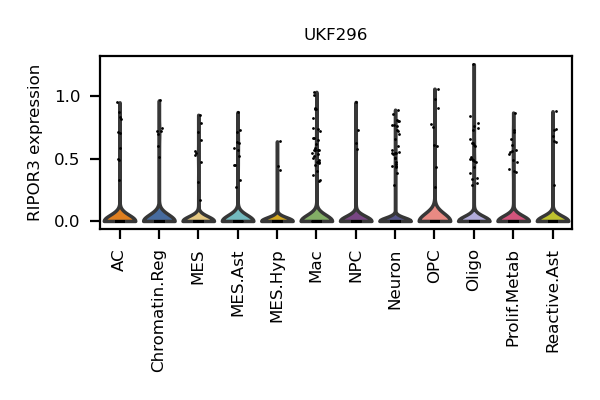 UKF296
RIPOR3 expression
1.0
0.5
0.0
AC
Chromatin.Reg
MES
MES.Ast
MES.Hyp
Mac
NPC
Neuron
OPC
Oligo
Prolif.Metab
Reactive.Ast